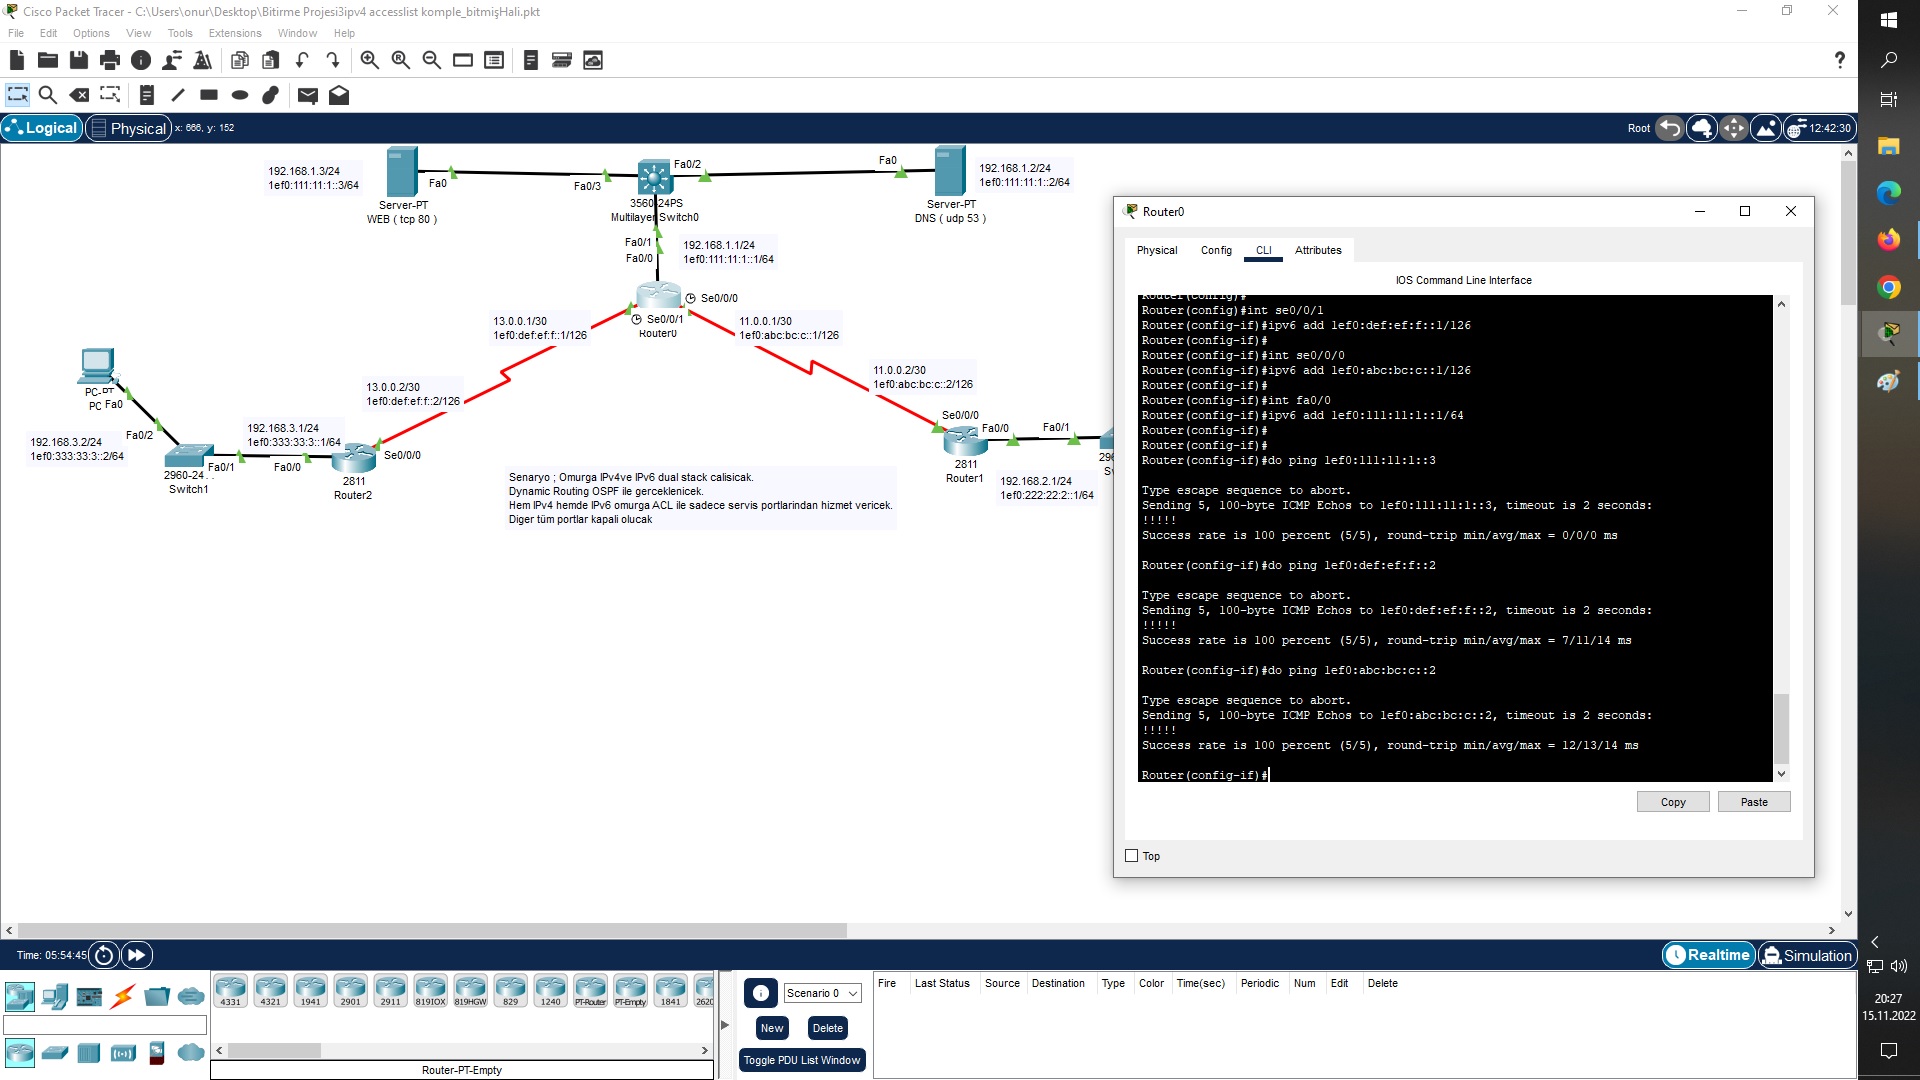 Cisco Packet Tracer - C:\Users\onur\Desktop\Bitirme Projesi3ipv4 accesslist komple_bitmişHali.pkt
File Edit Options View Tools Extensions Window Help
?
Logical
Physical
x: 666, y: 152
Root
12:42:30
192.168.1.3/24
1ef0:111:11:1::3/64
Fa0
Server-PT
WEB ( tcp 80 )
Fa0/3
Fa0/2
3560-24PS
Multilayer Switch0
Fa0
Server-PT
DNS ( udp 53 )
192.168.1.2/24
1ef0:111:11:1::2/64
Fa0/1
Fa0/0
192.168.1.1/24
1ef0:111:11:1::1/64
Se0/0/0
Se0/0/1
Router0
13.0.0.1/30
1ef0:def:ef:f::1/126
11.0.0.1/30
1ef0:abc:bc:c::1/126
PC-PT
PC
Fa0
13.0.0.2/30
1ef0:def:ef:f::2/126
11.0.0.2/30
1ef0:abc:bc:c::2/126
192.168.3.2/24
1ef0:333:33:3::2/64
Fa0/2
192.168.3.1/24
1ef0:333:33:3::1/64
Fa0/1
Fa0/0
Se0/0/0
2960-24
Switch1
2811
Router2
Se0/0/0
Fa0/0
Fa0/1
2811
Router1
192.168.2.1/24
1ef0:222:22:2::1/64
Senaryo ; Omurga IPv4ve IPv6 dual stack calisicak.
Dynamic Routing OSPF ile gerceklenicek.
Hem IPv4 hemde IPv6 omurga ACL ile sadece servis portlarindan hizmet vericek.
Diger tüm portlar kapali olucak
Router0
Physical Config CLI Attributes
IOS Command Line Interface
Router(config)#
Router(config)#int se0/0/1
Router(config-if)#ipv6 add 1ef0:def:ef:f::1/126
Router(config-if)#
Router(config-if)#int se0/0/0
Router(config-if)#ipv6 add 1ef0:abc:bc:c::1/126
Router(config-if)#
Router(config-if)#int fa0/0
Router(config-if)#ipv6 add 1ef0:111:11:1::1/64
Router(config-if)#
Router(config-if)#
Router(config-if)#do ping 1ef0:111:11:1::3
Type escape sequence to abort.
Sending 5, 100-byte ICMP Echos to 1ef0:111:11:1::3, timeout is 2 seconds:
!!!!!
Success rate is 100 percent (5/5), round-trip min/avg/max = 0/0/0 ms
Router(config-if)#do ping 1ef0:def:ef:f::2
Type escape sequence to abort.
Sending 5, 100-byte ICMP Echos to 1ef0:def:ef:f::2, timeout is 2 seconds:
!!!!!
Success rate is 100 percent (5/5), round-trip min/avg/max = 7/11/14 ms
Router(config-if)#do ping 1ef0:abc:bc:c::2
Type escape sequence to abort.
Sending 5, 100-byte ICMP Echos to 1ef0:abc:bc:c::2, timeout is 2 seconds:
!!!!!
Success rate is 100 percent (5/5), round-trip min/avg/max = 12/13/14 ms
Router(config-if)#
Copy Paste
Top
Time: 05:54:45
Realtime
Simulation
4331 4321 1941 2901 2911 819IOX 819HGW 829 1240 PT-Router PT-Empty 1841 2620
Router-PT-Empty
Scenario 0
New Delete
Toggle PDU List Window
Fire Last Status Source Destination Type Color Time(sec) Periodic Num Edit Delete
20:27
15.11.2022